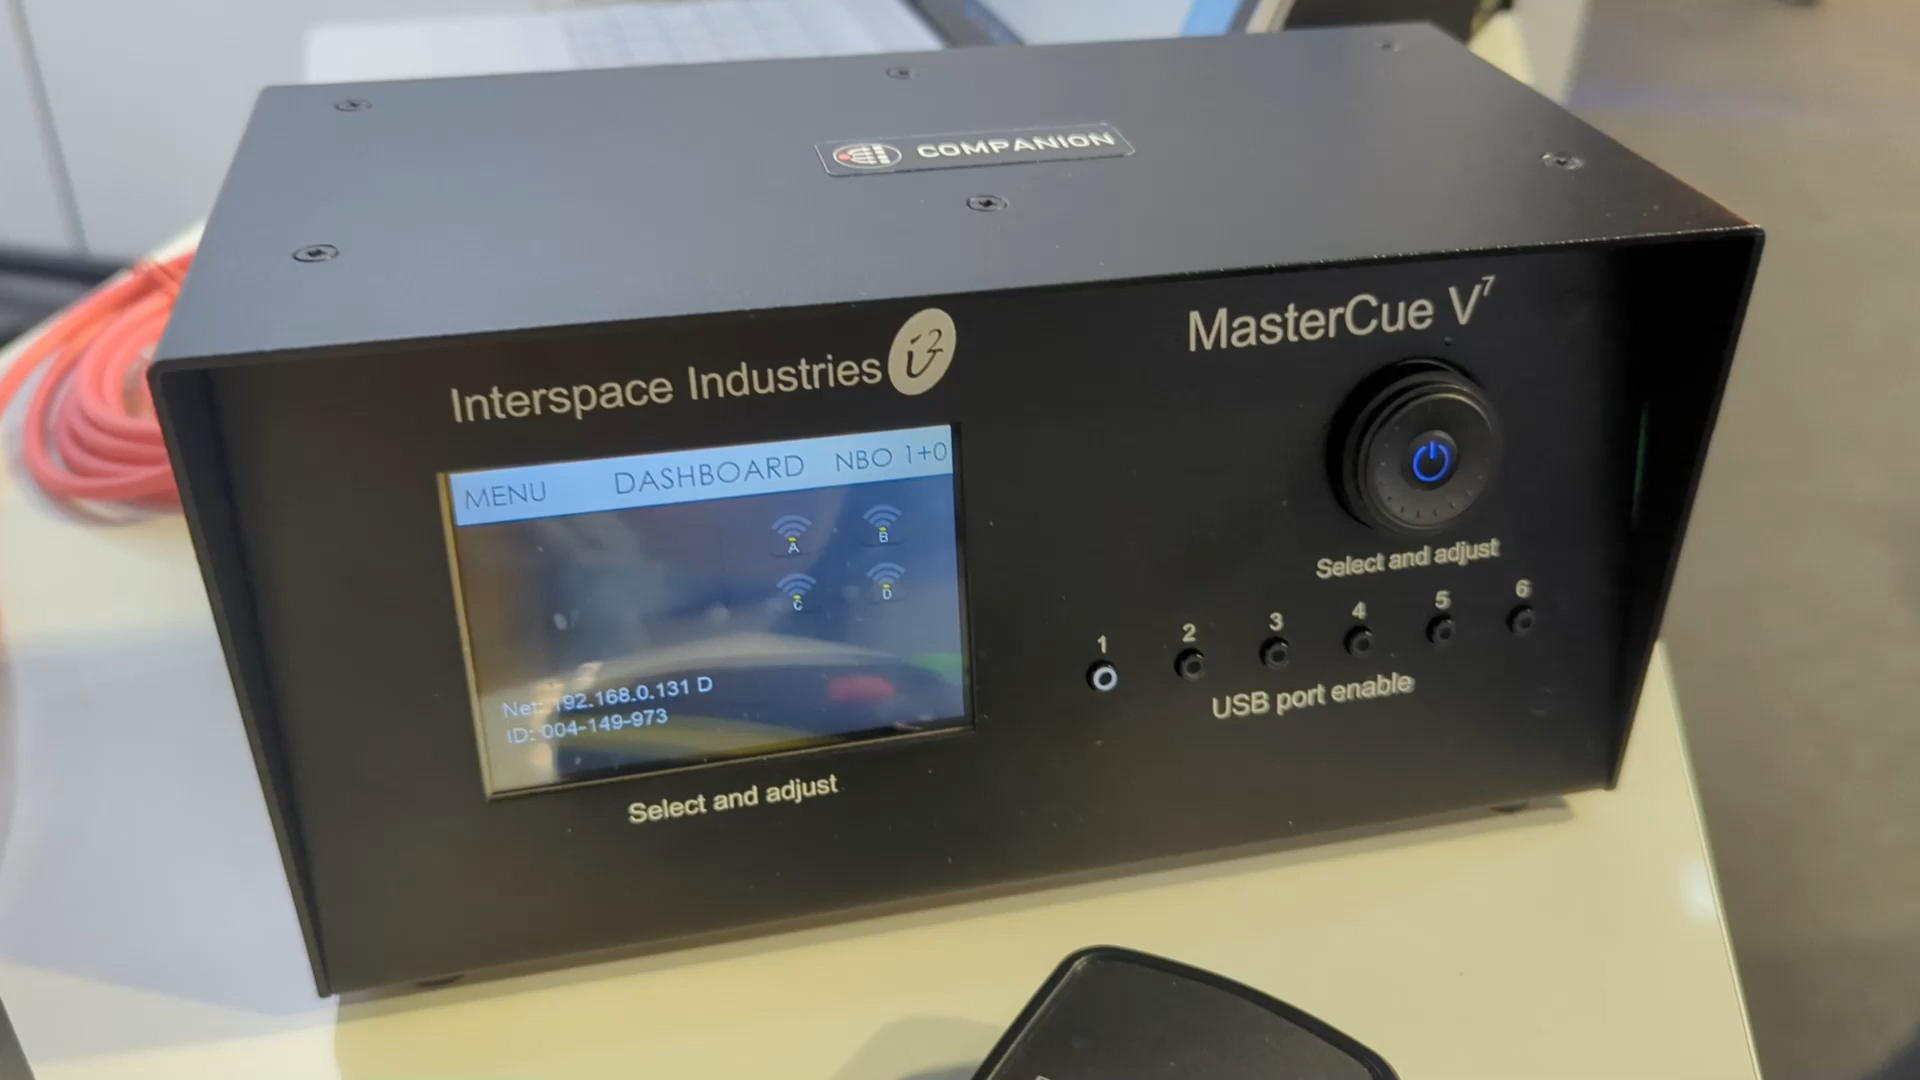 COMPANION
MasterCue V7
Interspace Industries i2
MENU DASHBOARD NBO 1+0
A B
C D
Net: 192.168.0.131 D
ID: 004-149-973
Select and adjust
Select and adjust
1 2 3 4 5 6
USB port enable